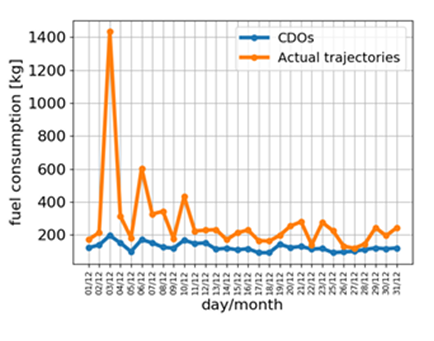 CDOs
Actual trajectories
1400
1200
1000
800
600
400
200
fuel consumption [kg]
01/12 02/12 03/12 04/12 05/12 06/12 07/12 08/12 09/12 10/12 11/12 12/12 13/12 14/12 15/12 16/12 17/12 18/12 19/12 20/12 21/12 22/12 23/12 25/12 26/12 27/12 28/12 29/12 30/12 31/12
day/month